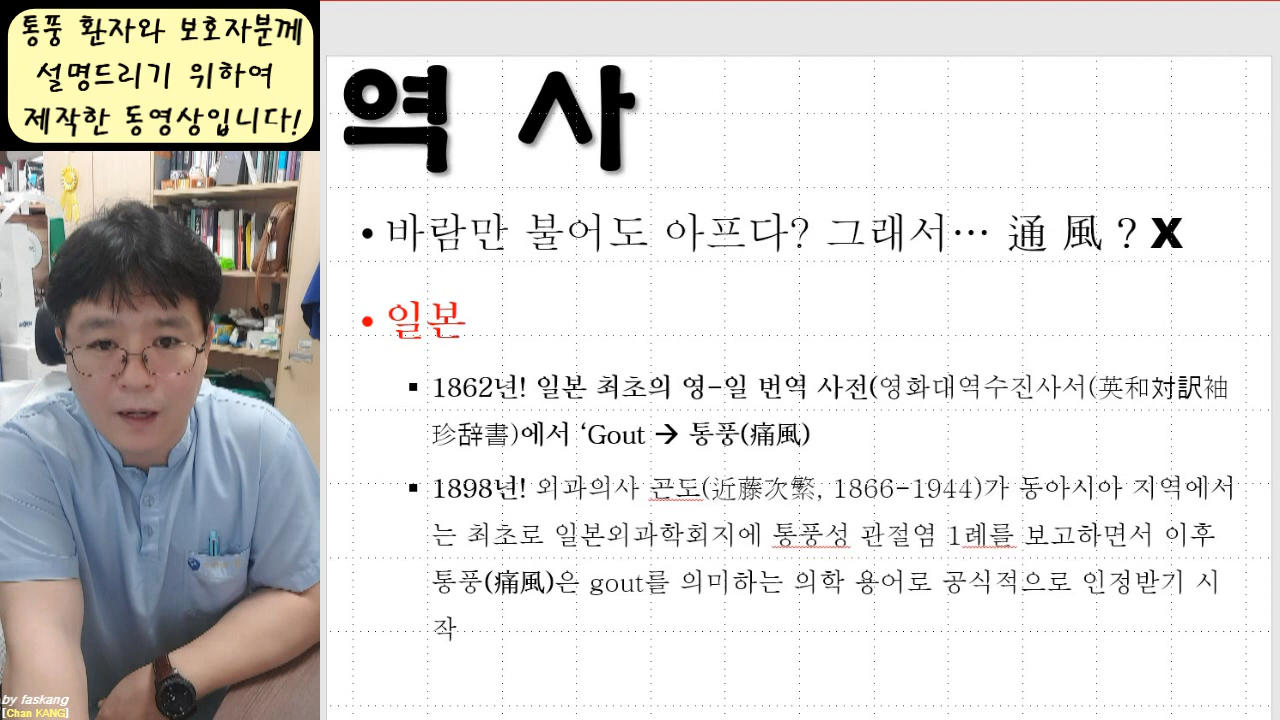 통풍 환자와 보호자분께
설명드리기 위하여
제작한 동영상입니다!
역 사
• 바람만 불어도 아프다? 그래서… 通 風 ? X
• 일본
▪ 1862년! 일본 최초의 영-일 번역 사전(영화대역수진사서(英和対訳袖
珍辞書)에서 ‘Gout → 통풍(痛風)
▪ 1898년! 외과의사 곤도(近藤次繁, 1866-1944)가 동아시아 지역에서
는 최초로 일본외과학회지에 통풍성 관절염 1례를 보고하면서 이후
통풍(痛風)은 gout를 의미하는 의학 용어로 공식적으로 인정받기 시
작
by faskang
[Chan KANG]